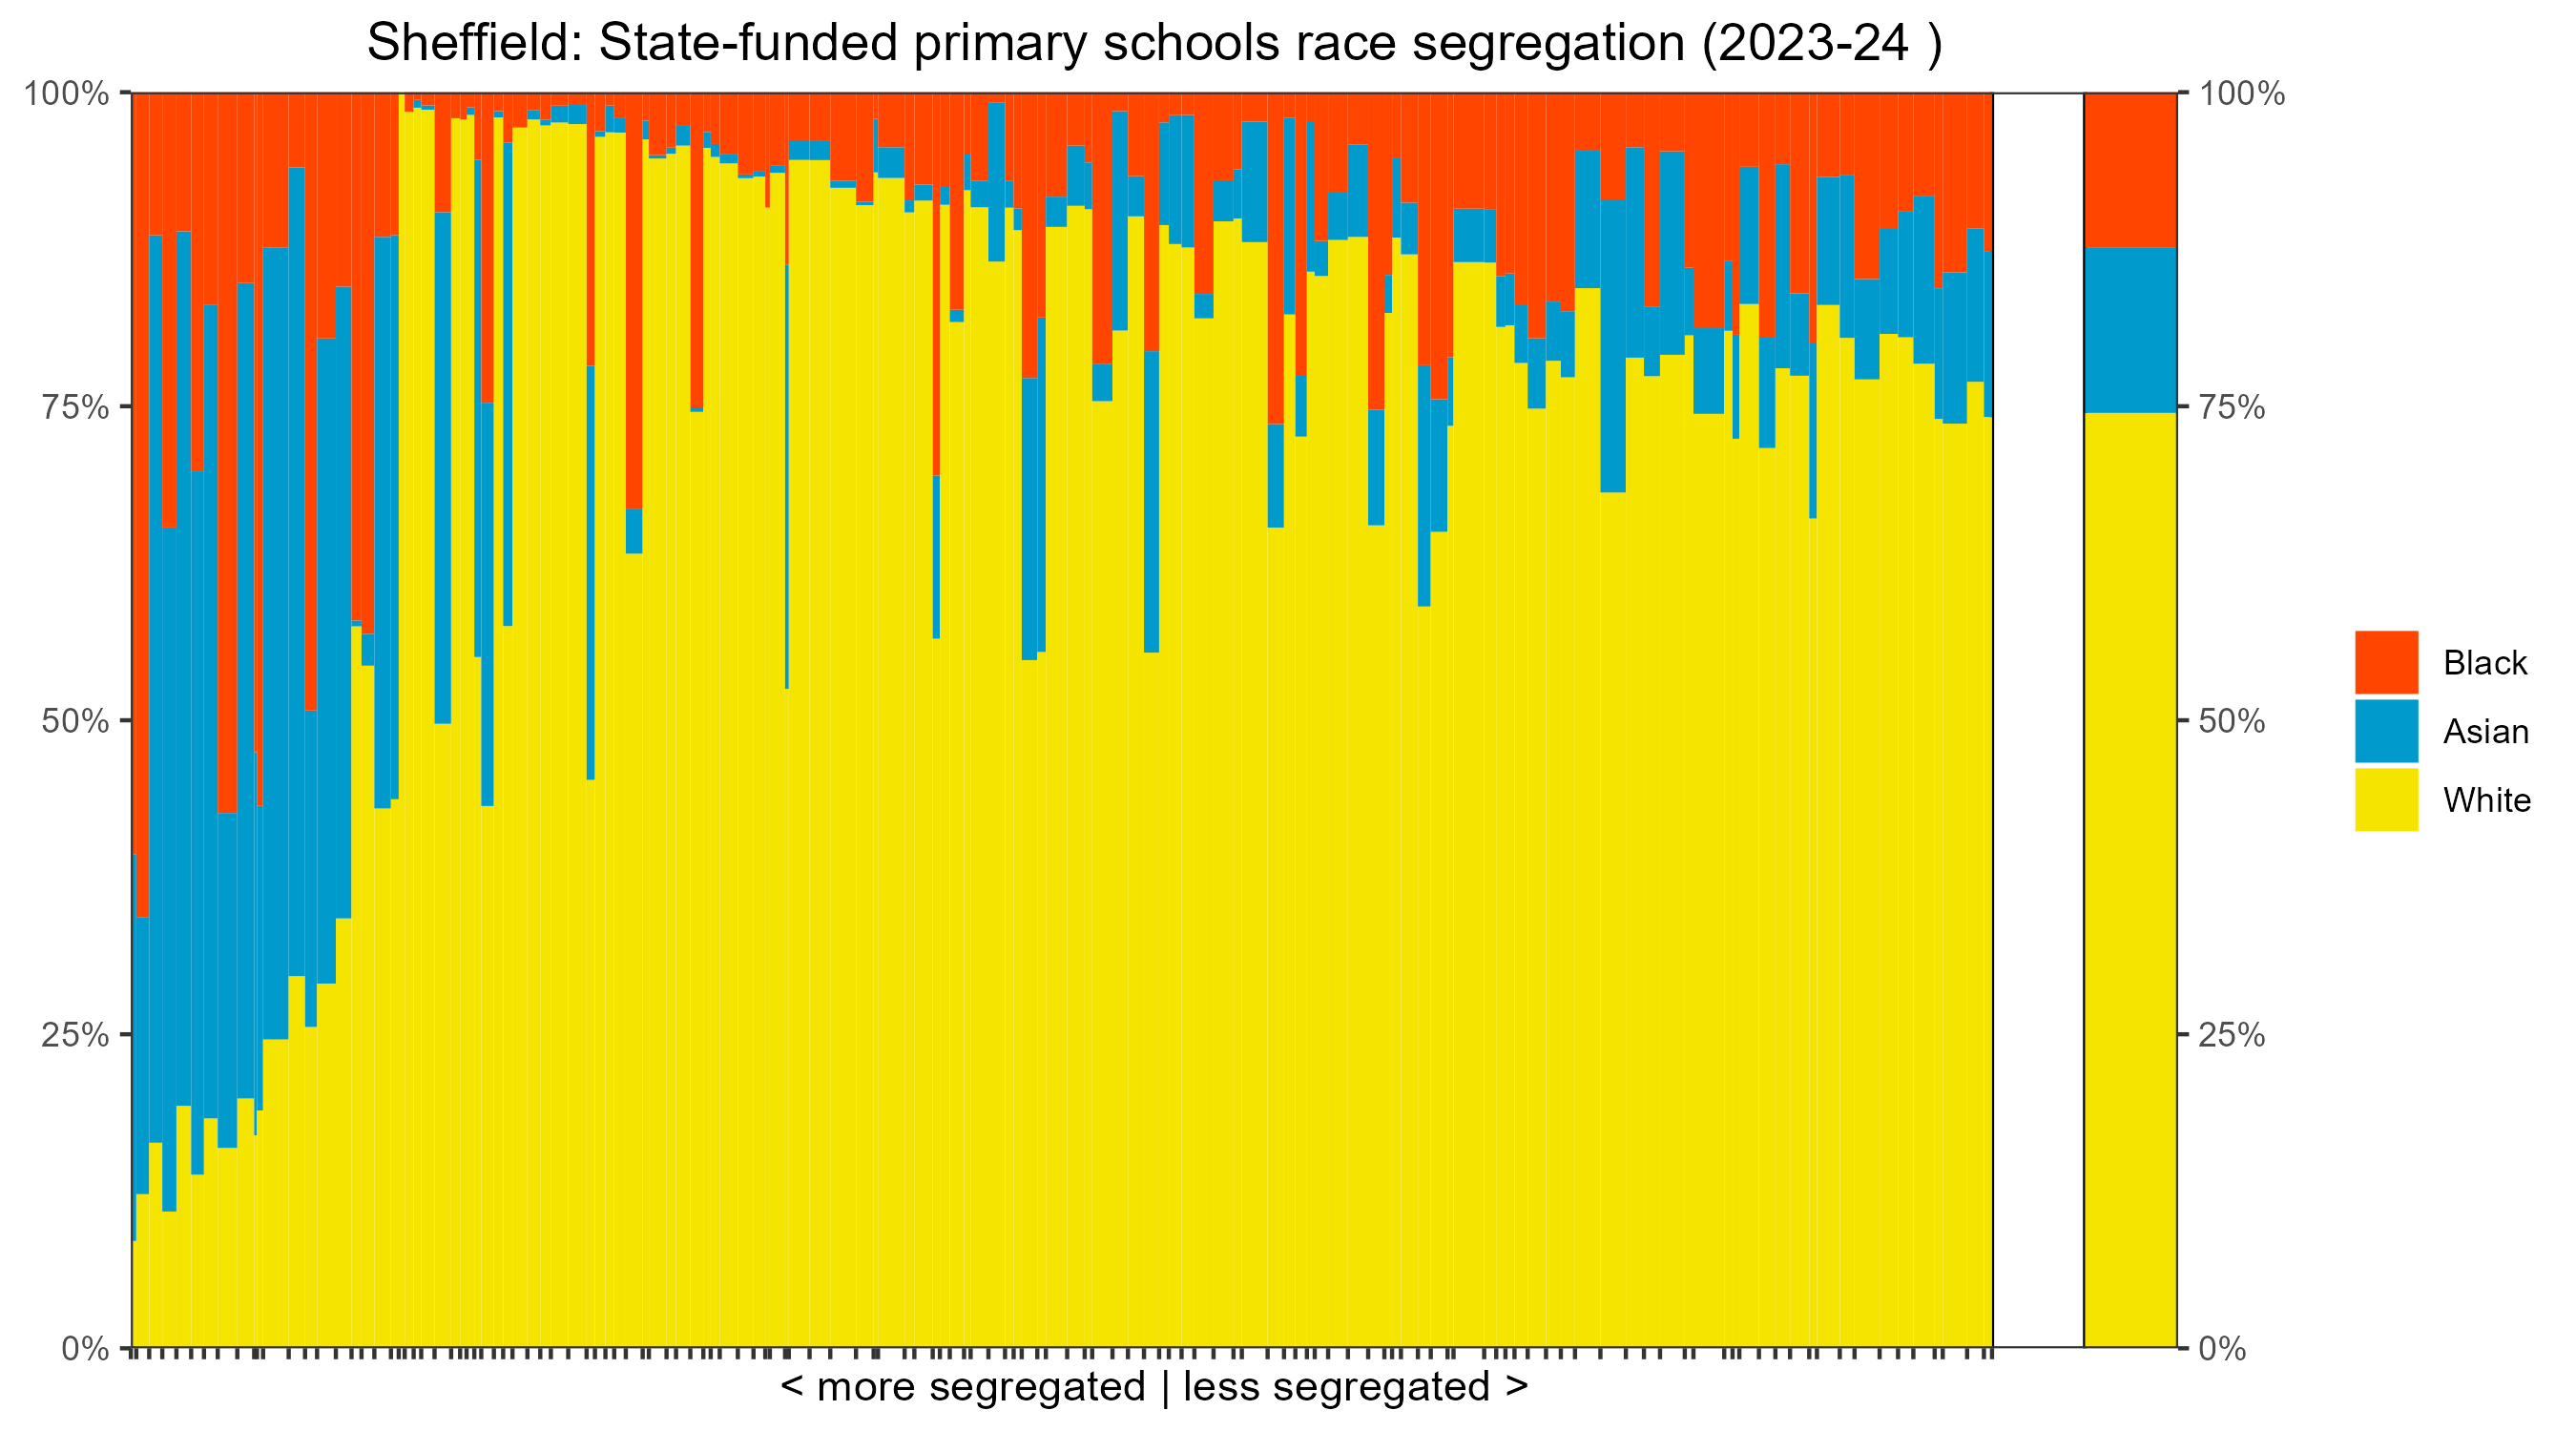 Sheffield: State-funded primary schools race segregation (2023-24 )
100%
75%
50%
25%
0%
100%
75%
50%
25%
0%
Black
Asian
White
< more segregated | less segregated >